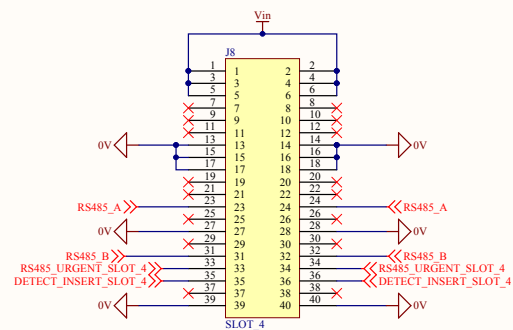 Vin
J8
1 1 2 2
3 3 4 4
5 5 6 6
7 7 8 8
9 9 10 10
11 11 12 12
0V 13 13 14 14 0V
15 15 16 16
17 17 18 18
19 19 20 20
21 21 22 22
RS485_A 23 23 24 24 RS485_A
25 25 26 26
0V 27 27 28 28 0V
29 29 30 30
RS485_B 31 31 32 32 RS485_B
RS485_URGENT_SLOT_4 33 33 34 34 RS485_URGENT_SLOT_4
DETECT_INSERT_SLOT_4 35 35 36 36 DETECT_INSERT_SLOT_4
37 37 38 38
0V 39 39 40 40 0V
SLOT_4